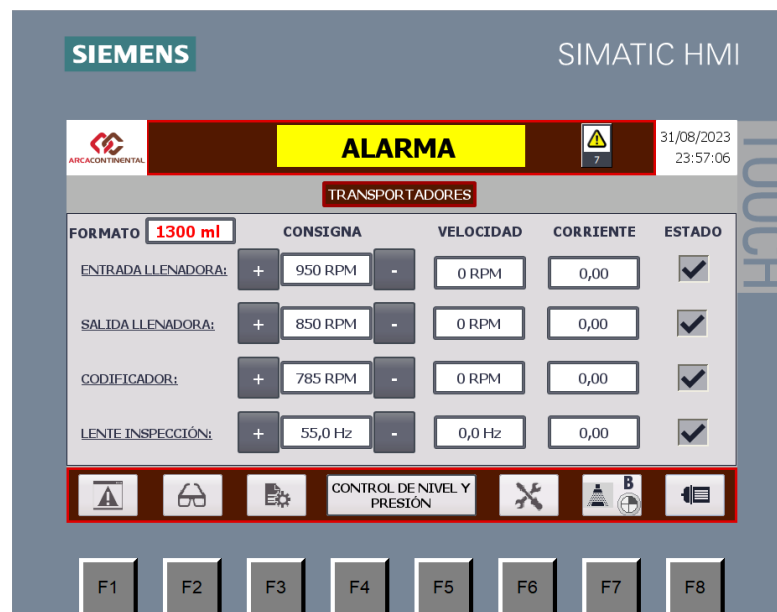 SIEMENS
SIMATIC HMI
TOUCH
ARCACONTINENTAL
ALARMA
7
31/08/2023
23:57:06
TRANSPORTADORES
FORMATO 1300 ml CONSIGNA VELOCIDAD CORRIENTE ESTADO
ENTRADA LLENADORA: + 950 RPM - 0 RPM 0,00
SALIDA LLENADORA: + 850 RPM - 0 RPM 0,00
CODIFICADOR: + 785 RPM - 0 RPM 0,00
LENTE INSPECCIÓN: + 55,0 Hz - 0,0 Hz 0,00
CONTROL DE NIVEL Y
PRESIÓN
B
F1 F2 F3 F4 F5 F6 F7 F8